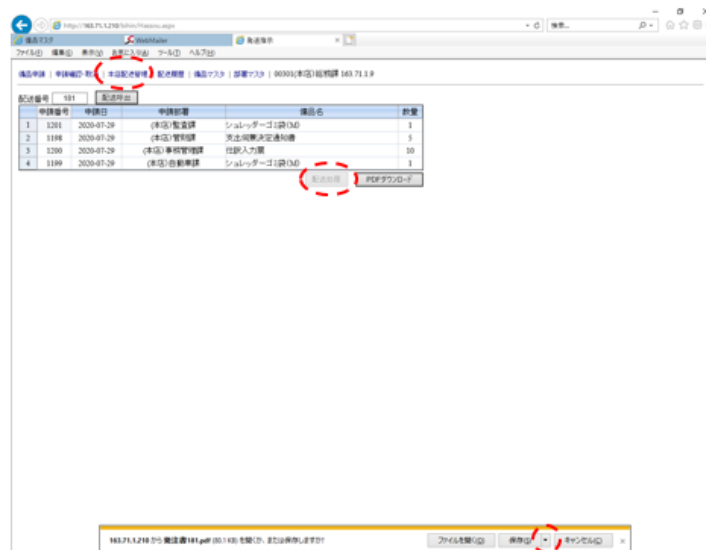 http://163.71.1.210/bihin/Hassou.aspx
検索...
備品マスタ WebMailer 発送指示
ファイル(F) 編集(E) 表示(V) お気に入り(A) ツール(T) ヘルプ(H)
備品申請 | 申請確認・取消 | 本店配送管理 | 配送履歴 | 備品マスタ | 部署マスタ | 00301(本店)総務課 163.71.1.9
配送番号 181 配送呼出
申請番号 申請日 申請部署 備品名 数量
1 1201 2020-07-29 (本店)監査課 シュレッダーゴミ袋(M) 1
2 1198 2020-07-29 (本店)管財課 支出伺兼決定通知書 5
3 1200 2020-07-29 (本店)事務管理課 仕訳入力票 10
4 1199 2020-07-29 (本店)自動車課 シュレッダーゴミ袋(M) 1
配送処理 PDFダウンロード
163.71.1.210 から 発注書181.pdf (80.1 KB) を開くか、または保存しますか?
ファイルを開く(O) 保存(S) キャンセル(C)